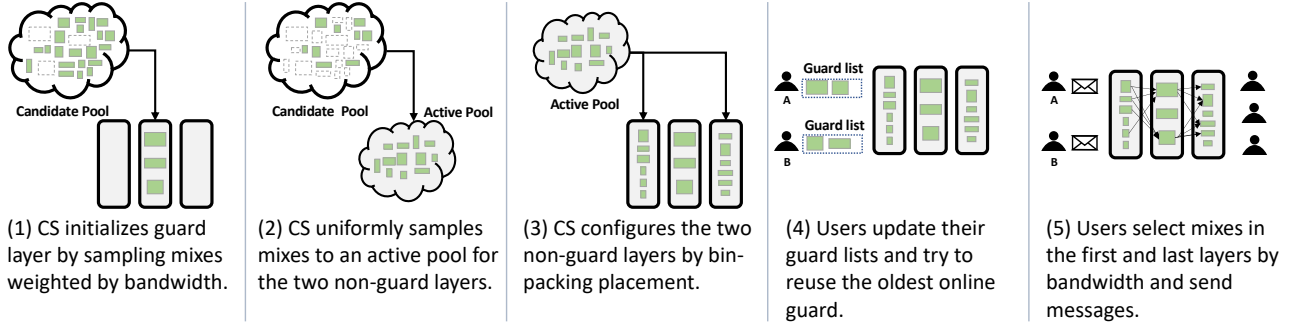 Candidate Pool
(1) CS initializes guard
layer by sampling mixes
weighted by bandwidth.
Candidate Pool
Active Pool
(2) CS uniformly samples
mixes to an active pool for
the two non-guard layers.
Active Pool
(3) CS configures the two
non-guard layers by bin-
packing placement.
Guard list
A
Guard list
B
(4) Users update their
guard lists and try to
reuse the oldest online
guard.
A
B
(5) Users select mixes in
the first and last layers by
bandwidth and send
messages.